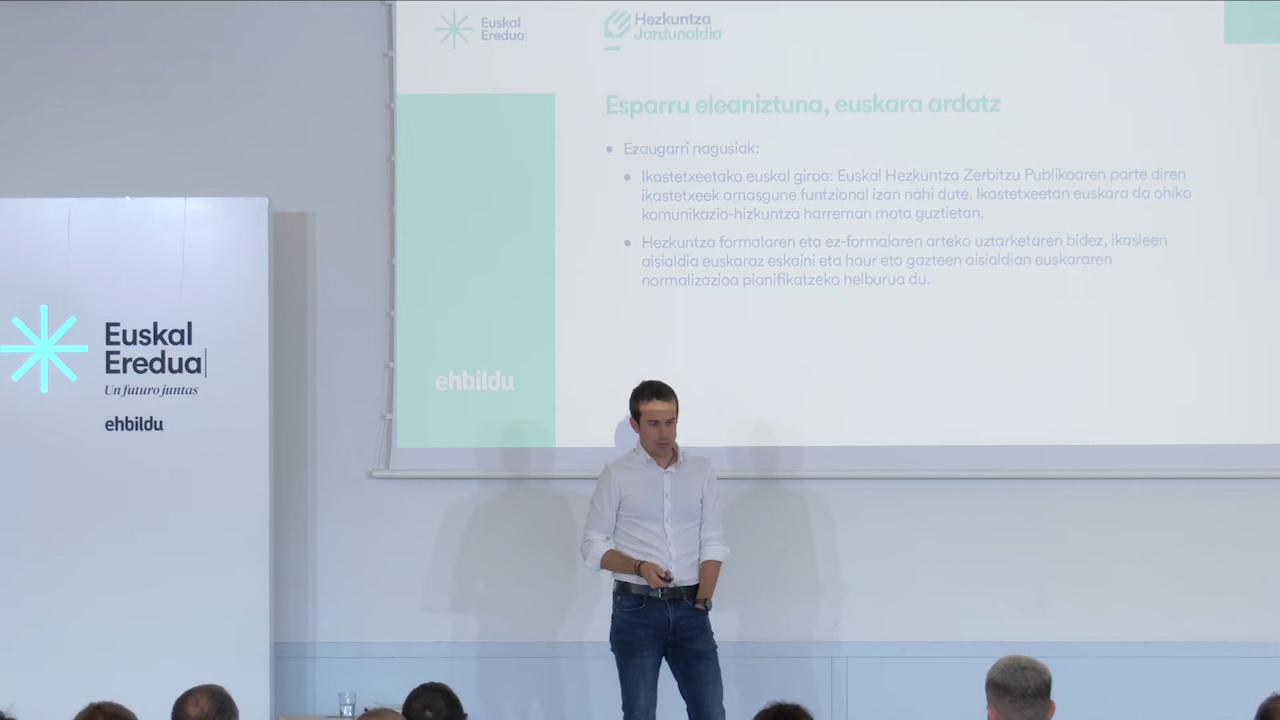 Euskal
Eredua
Hezkuntza
Jardunaldia
Esparru eleaniztuna, euskara ardatz
Ezaugarri nagusiak:
Ikastetxeetako euskal giroa: Euskal Hezkuntza Zerbitzu Publikoaren parte diren
ikastetxeek arnasgune funtzional izan nahi dute. Ikastetxeetan euskara da ohiko
komunikazio-hizkuntza harreman mota guztietan.
Hezkuntza formalaren eta ez-formalaren arteko uztarketaren bidez, ikasleen
aisialdia euskaraz eskaini eta haur eta gazteen aisialdian euskararen
normalizazioa planifikatzeko helburua du.
ehbildu
Euskal
Eredua
Un futuro juntas
ehbildu